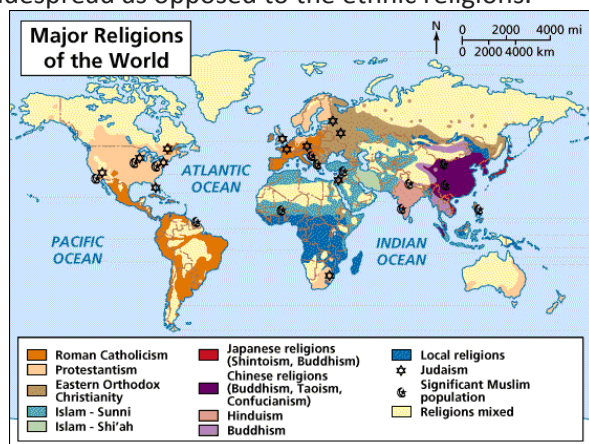 despread as opposed to the ethnic religions.
Major Religions
of the World
N
0 2000 4000 mi
0 2000 4000 km
ATLANTIC
OCEAN
PACIFIC
OCEAN
INDIAN
OCEAN
Roman Catholicism
Protestantism
Eastern Orthodox
Christianity
Islam - Sunni
Islam - Shi'ah
Japanese religions
(Shintoism, Buddhism)
Chinese religions
(Buddhism, Taoism,
Confucianism)
Hinduism
Buddhism
Local religions
Judaism
Significant Muslim
population
Religions mixed